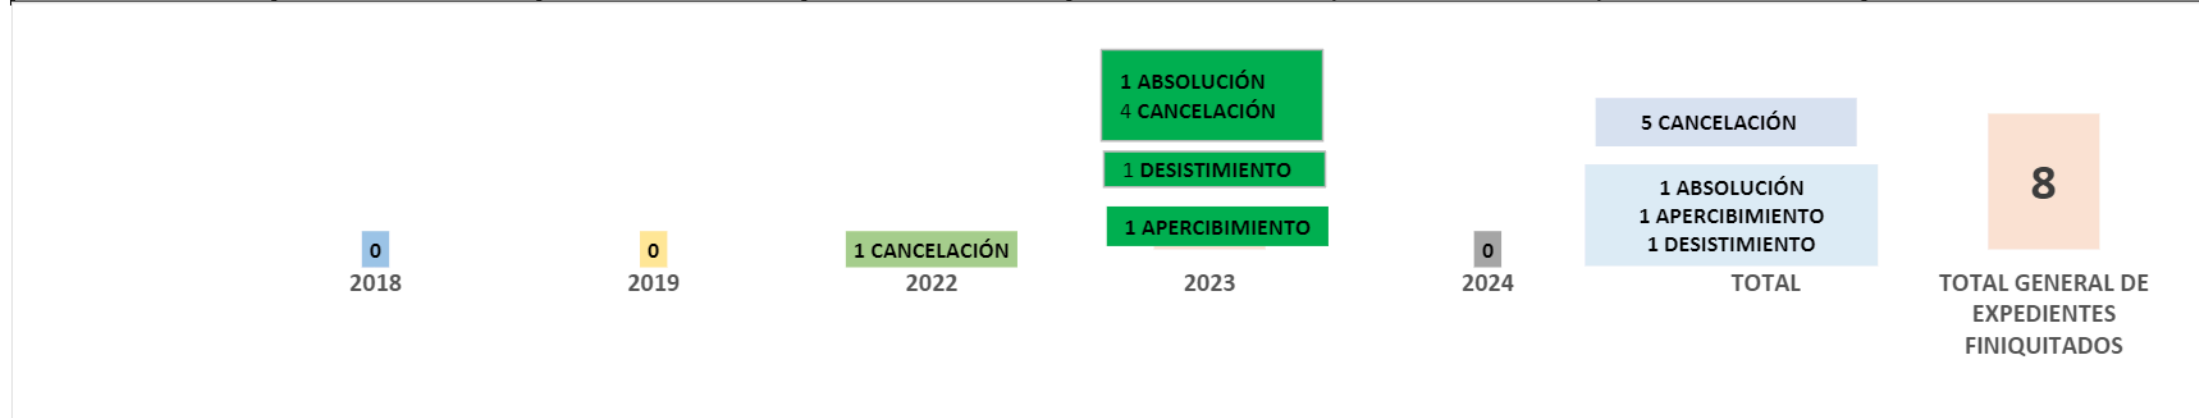 1 ABSOLUCIÓN
4 CANCELACIÓN
1 DESISTIMIENTO
1 APERCIBIMIENTO
5 CANCELACIÓN
1 ABSOLUCIÓN
1 APERCIBIMIENTO
1 DESISTIMIENTO
8
0
0
1 CANCELACIÓN
0
2018
2019
2022
2023
2024
TOTAL
TOTAL GENERAL DE
EXPEDIENTES
FINIQUITADOS